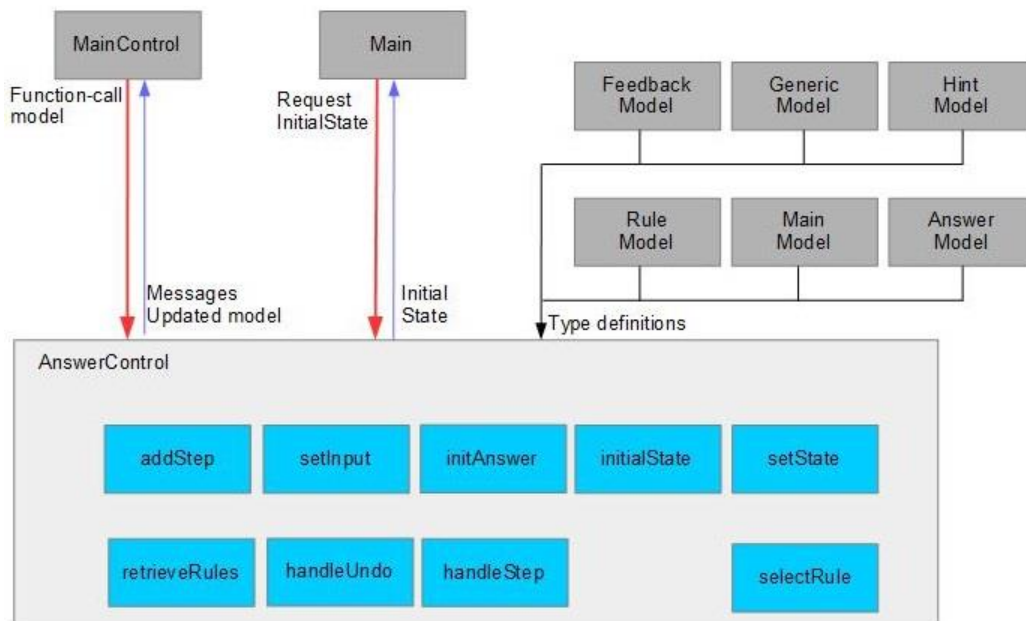 MainControl
Main
Function-call
model
Request
InitialState
Feedback
Model
Generic
Model
Hint
Model
Rule
Model
Main
Model
Answer
Model
Messages
Updated model
Initial
State
Type definitions
AnswerControl
addStep
setInput
initAnswer
initialState
setState
retrieveRules
handleUndo
handleStep
selectRule